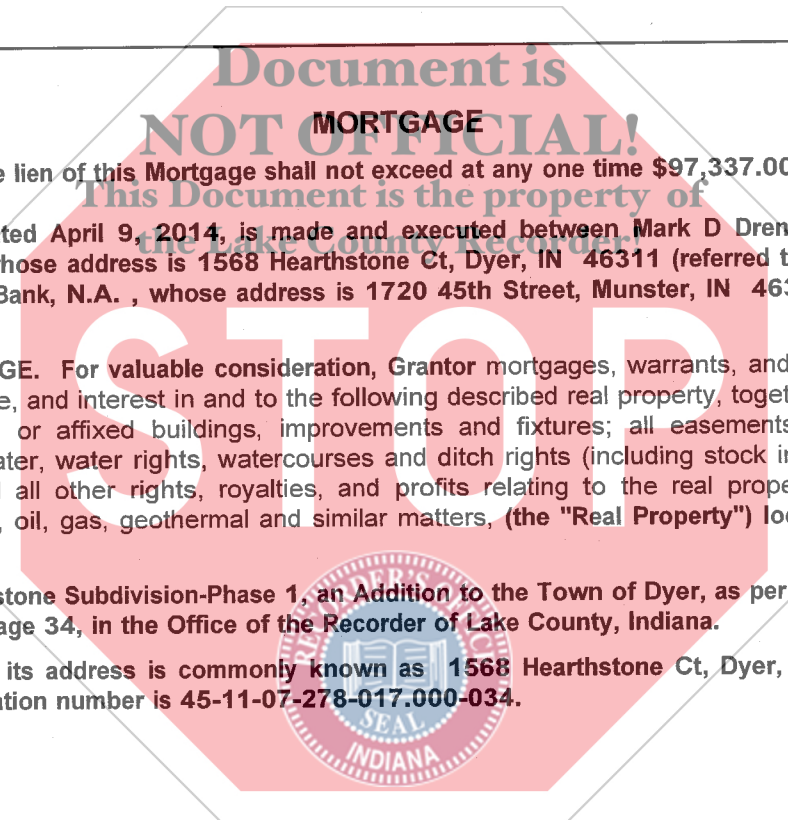 Document is
NOT OFFICIAL!
MORTGAGE
e lien of this Mortgage shall not exceed at any one time $97,337.00
This Document is the property of
the Lake County Recorder!
ted April 9, 2014, is made and executed between Mark D Dren
hose address is 1568 Hearthstone Ct, Dyer, IN 46311 (referred t
Bank, N.A. , whose address is 1720 45th Street, Munster, IN 463
STOP
GE. For valuable consideration, Grantor mortgages, warrants, and
e, and interest in and to the following described real property, toget
or affixed buildings, improvements and fixtures; all easements
ater, water rights, watercourses and ditch rights (including stock in
all other rights, royalties, and profits relating to the real prope
, oil, gas, geothermal and similar matters, (the "Real Property") loc
stone Subdivision-Phase 1, an Addition to the Town of Dyer, as per
age 34, in the Office of the Recorder of Lake County, Indiana.
its address is commonly known as 1568 Hearthstone Ct, Dyer,
ation number is 45-11-07-278-017.000-034.
SEAL
INDIANA